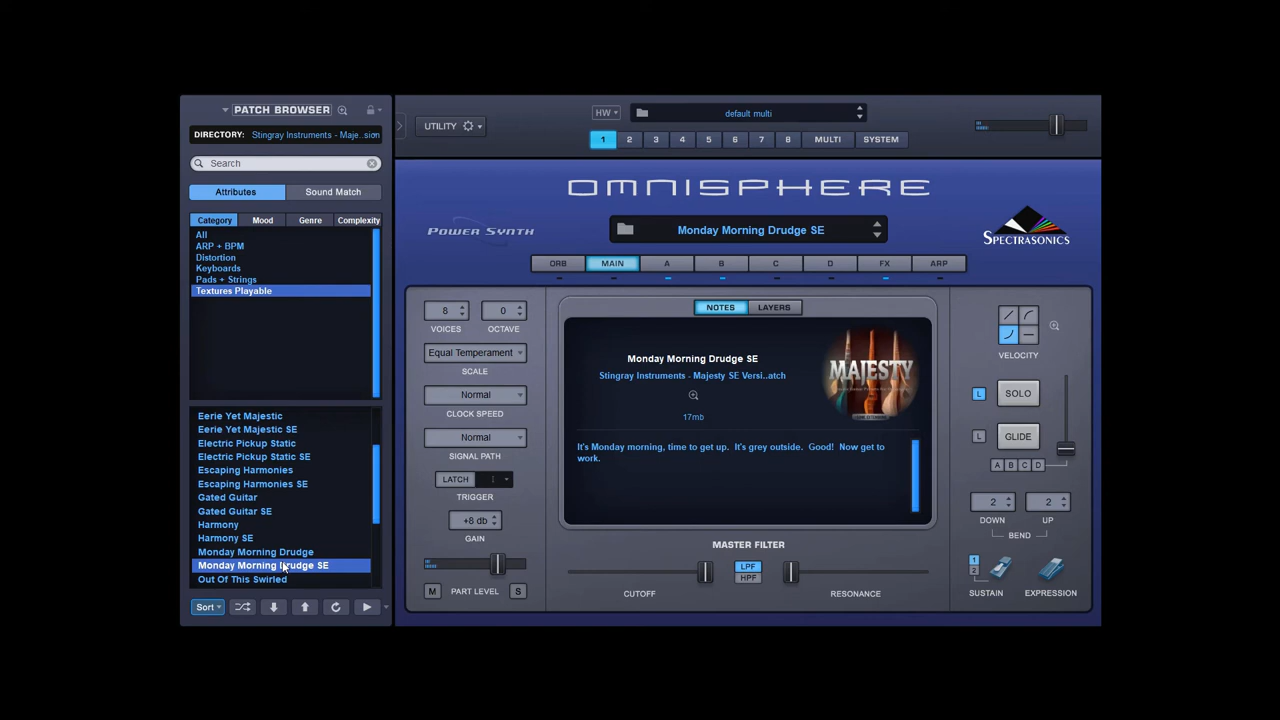 PATCH BROWSER
DIRECTORY: Stingray Instruments - Maje..sion
Search
Attributes
Sound Match
Category
Mood
Genre
Complexity
All
ARP + BPM
Distortion
Keyboards
Pads + Strings
Textures Playable
Eerie Yet Majestic
Eerie Yet Majestic SE
Electric Pickup Static
Electric Pickup Static SE
Escaping Harmonies
Escaping Harmonies SE
Gated Guitar
Gated Guitar SE
Harmony
Harmony SE
Monday Morning Drudge
Monday Morning Drudge SE
Out Of This Swirled
Sort
UTILITY
HW
default multi
1 2 3 4 5 6 7 8 MULTI SYSTEM
OMNISPHERE
POWER SYNTH
Monday Morning Drudge SE
SPECTRASONICS
ORB MAIN A B C D FX ARP
8
VOICES
0
OCTAVE
Equal Temperament
SCALE
Normal
CLOCK SPEED
Normal
SIGNAL PATH
LATCH
TRIGGER
+8 db
GAIN
M PART LEVEL S
NOTES
LAYERS
Monday Morning Drudge SE
Stingray Instruments - Majesty SE Versi..atch
17mb
MAJESTY
It's Monday morning, time to get up. It's grey outside. Good! Now get to
work.
MASTER FILTER
LPF
HPF
CUTOFF
RESONANCE
VELOCITY
L SOLO
L GLIDE
A B C D
2
DOWN
2
UP
BEND
1
2
SUSTAIN
EXPRESSION